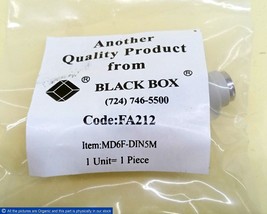 Another
Quality Product
from
® BLACK BOX ®
(724) 746-5500
Code:FA212
Item:MD6F-DIN5M
1 Unit= 1 Piece